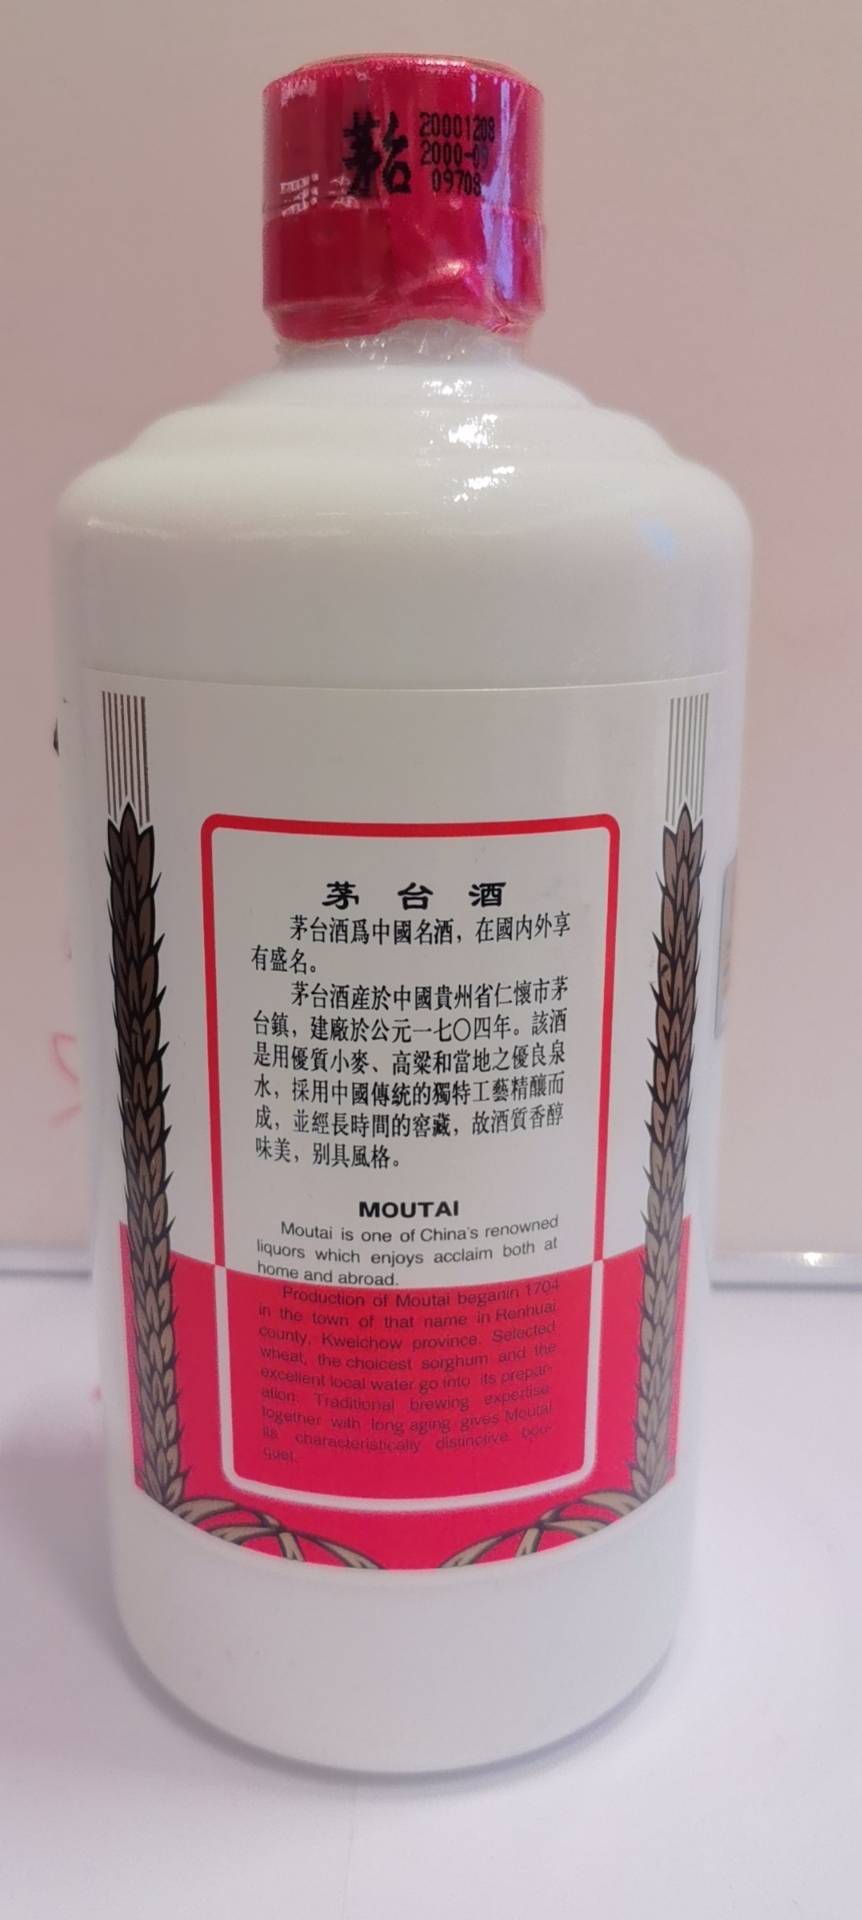 茅台
20001208
2000-09
09708
茅台酒
茅台酒爲中國名酒，在國内外享
有盛名。
茅台酒産於中國貴州省仁懷市茅
台鎮，建廠於公元一七〇四年。該酒
是用優質小麥、高粱和當地之優良泉
水，採用中國傳統的獨特工藝精釀而
成，並經長時間的窖藏，故酒質香醇
味美，别具風格。
MOUTAI
Moutai is one of China's renowned
liquors which enjoys acclaim both at
home and abroad.
Production of Moutai beganin 1704
in the town of that name in Renhuai
county, Kweichow province. Selected
wheat, the choicest sorghum and the
excellent local water go into its prepar-
ation. Traditional brewing expertise
together with long aging gives Moutai
its characteristically distinctive bou-
quet.